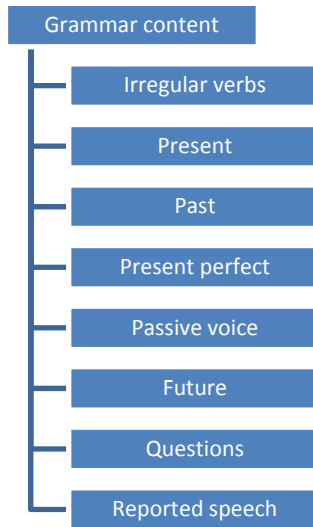 Grammar content
Irregular verbs
Present
Past
Present perfect
Passive voice
Future
Questions
Reported speech